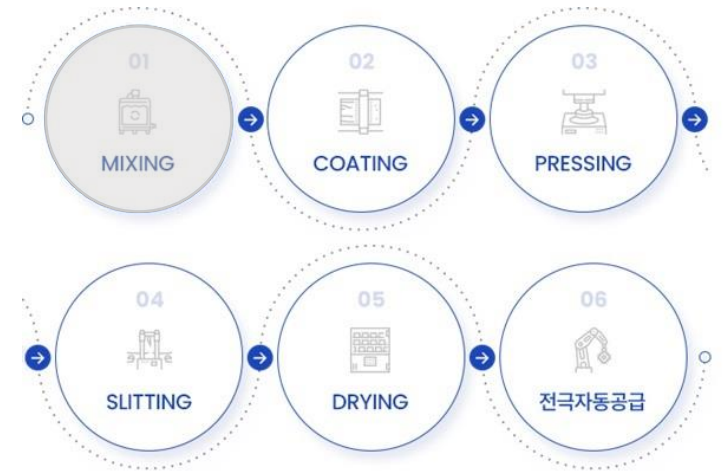 01
MIXING
02
COATING
03
PRESSING
04
SLITTING
05
DRYING
06
전극자동공급